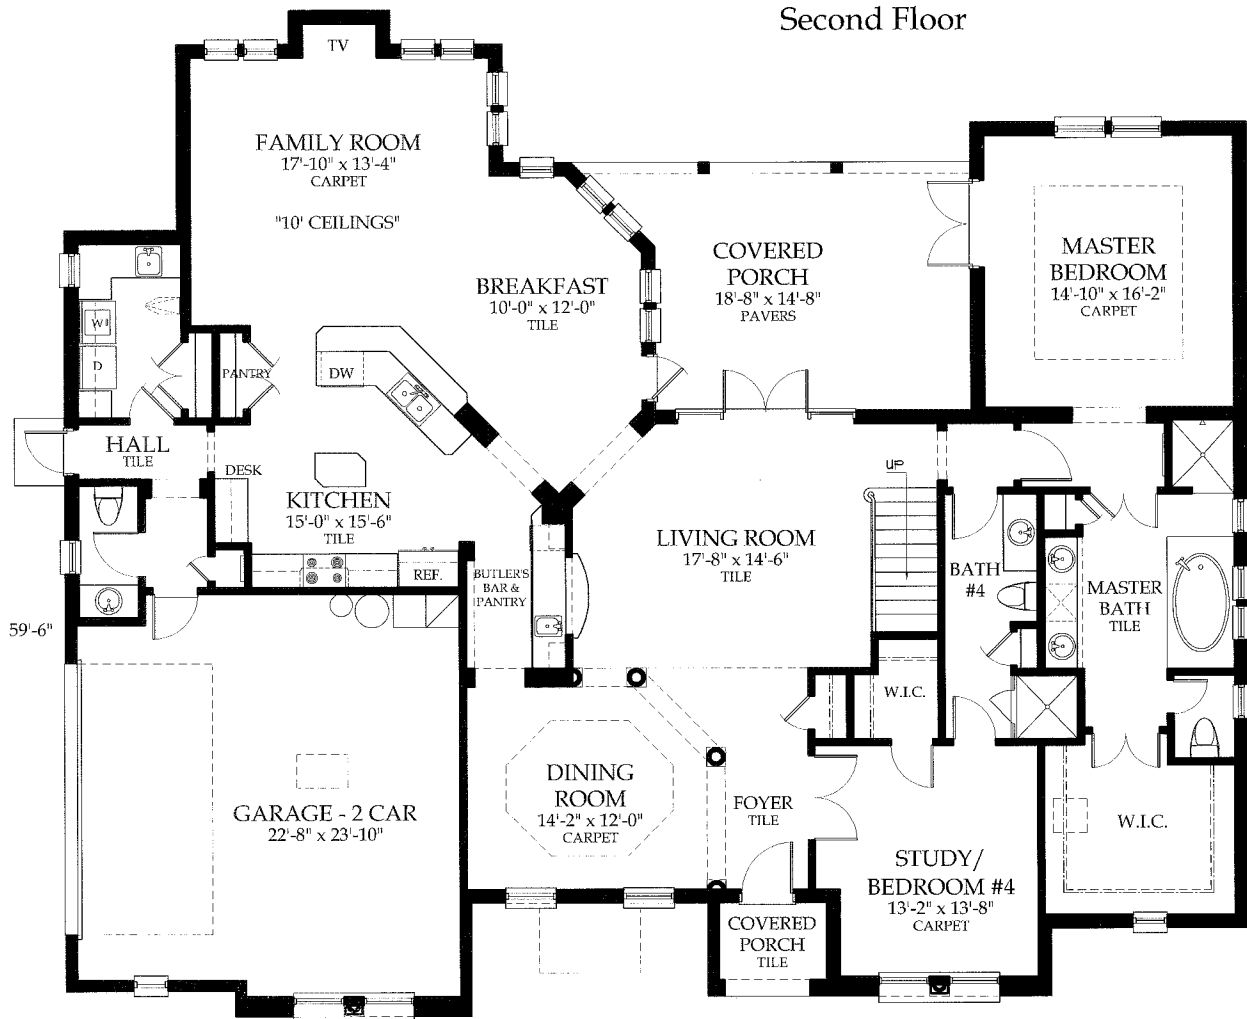 Second Floor
TV
FAMILY ROOM
17'-10" x 13'-4"
CARPET
"10' CEILINGS"
COVERED
PORCH
18'-8" x 14'-8"
PAVERS
MASTER
BEDROOM
14'-10" x 16'-2"
CARPET
BREAKFAST
10'-0" x 12'-0"
TILE
W
D
PANTRY
DW
HALL
TILE
DESK
KITCHEN
15'-0" x 15'-6"
TILE
REF.
BUTLER'S
BAR &
PANTRY
LIVING ROOM
17'-8" x 14'-6"
TILE
UP
BATH
#4
MASTER
BATH
TILE
59'-6"
W.I.C.
DINING
ROOM
14'-2" x 12'-0"
CARPET
FOYER
TILE
GARAGE - 2 CAR
22'-8" x 23'-10"
W.I.C.
STUDY/
BEDROOM #4
13'-2" x 13'-8"
CARPET
COVERED
PORCH
TILE